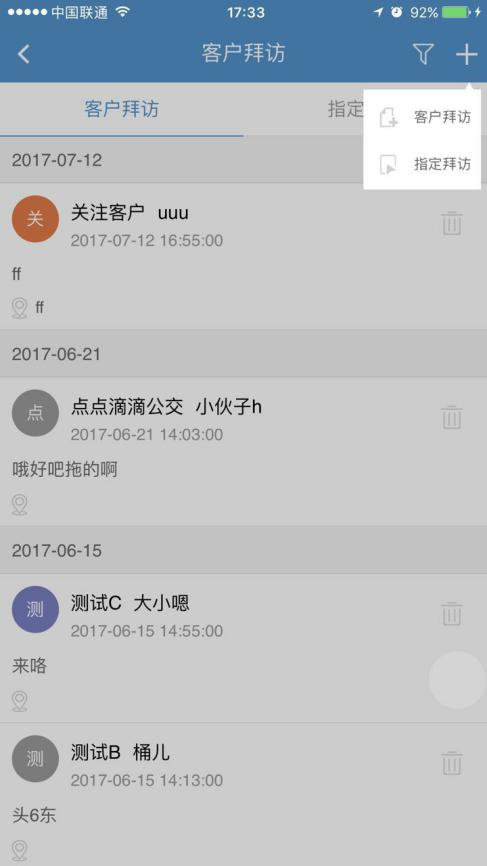 中国联通 17:33 92%
客户拜访
客户拜访 指定
客户拜访
指定拜访
2017-07-12
关 关注客户 uuu
2017-07-12 16:55:00
ff
ff
2017-06-21
点 点点滴滴公交 小伙子h
2017-06-21 14:03:00
哦好吧拖的啊
2017-06-15
测 测试C 大小嗯
2017-06-15 14:55:00
来咯
测 测试B 桶儿
2017-06-15 14:13:00
头6东